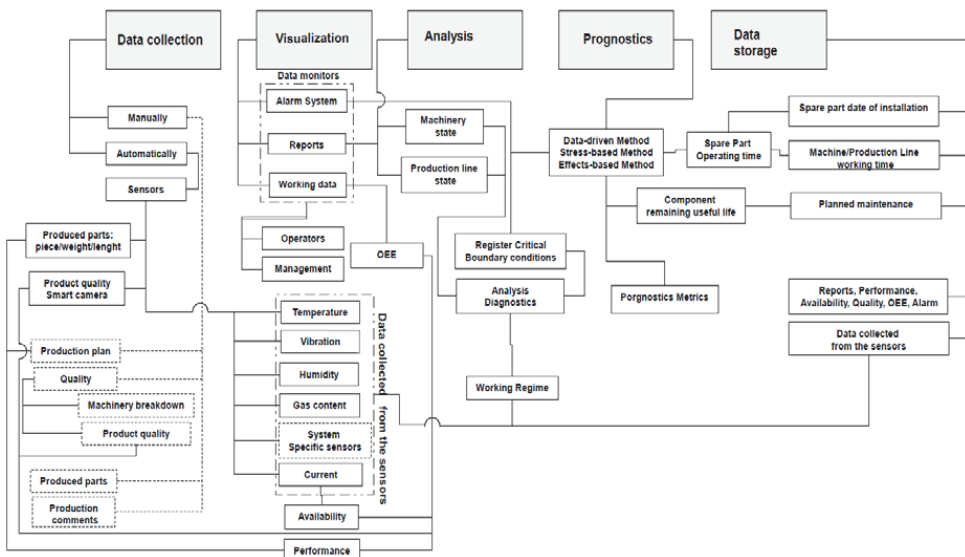 Data collection
Visualization
Analysis
Prognostics
Data
storage
Data monitors
Alarm System
Reports
Working data
Operators
Management
OEE
Manually
Automatically
Sensors
Produced parts:
piece/weight/lenght
Product quality
Smart camera
Production plan
Quality
Machinery breakdown
Product quality
Produced parts
Production
comments
Temperature
Vibration
Humidity
Gas content
System
Specific sensors
Current
Data collected from the sensors
Availability
Performance
Machinery
state
Production line
state
Register Critical
Boundary conditions
Analysis
Diagnostics
Working Regime
Data-driven Method
Stress-based Method
Effects-based Method
Spare Part
Operating time
Component
remaining useful life
Porgnostics Metrics
Spare part date of installation
Machine/Production Line
working time
Planned maintenance
Reports, Performance,
Availability, Quality, OEE, Alarm
Data collected
from the sensors